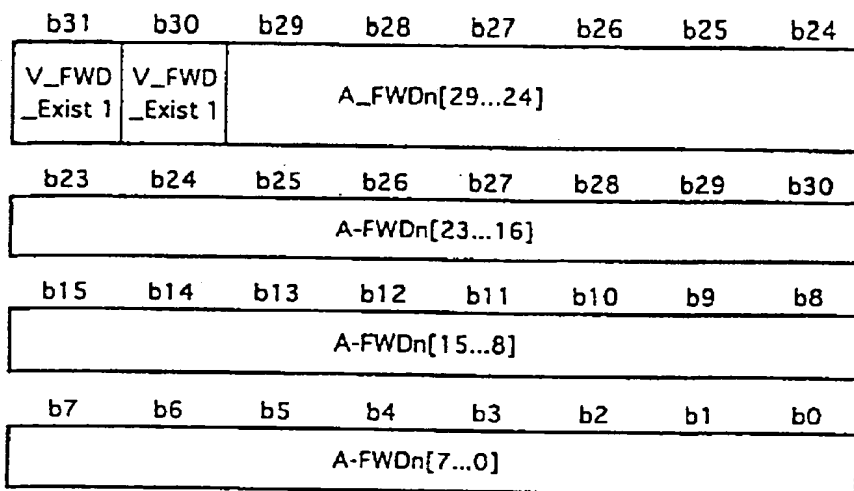 b31 b30 b29 b28 b27 b26 b25 b24
V_FWD V_FWD A_FWDn[29...24]
_Exist 1 _Exist 1
b23 b24 b25 b26 b27 b28 b29 b30
A-FWDn[23...16]
b15 b14 b13 b12 b11 b10 b9 b8
A-FWDn[15...8]
b7 b6 b5 b4 b3 b2 b1 b0
A-FWDn[7...0]